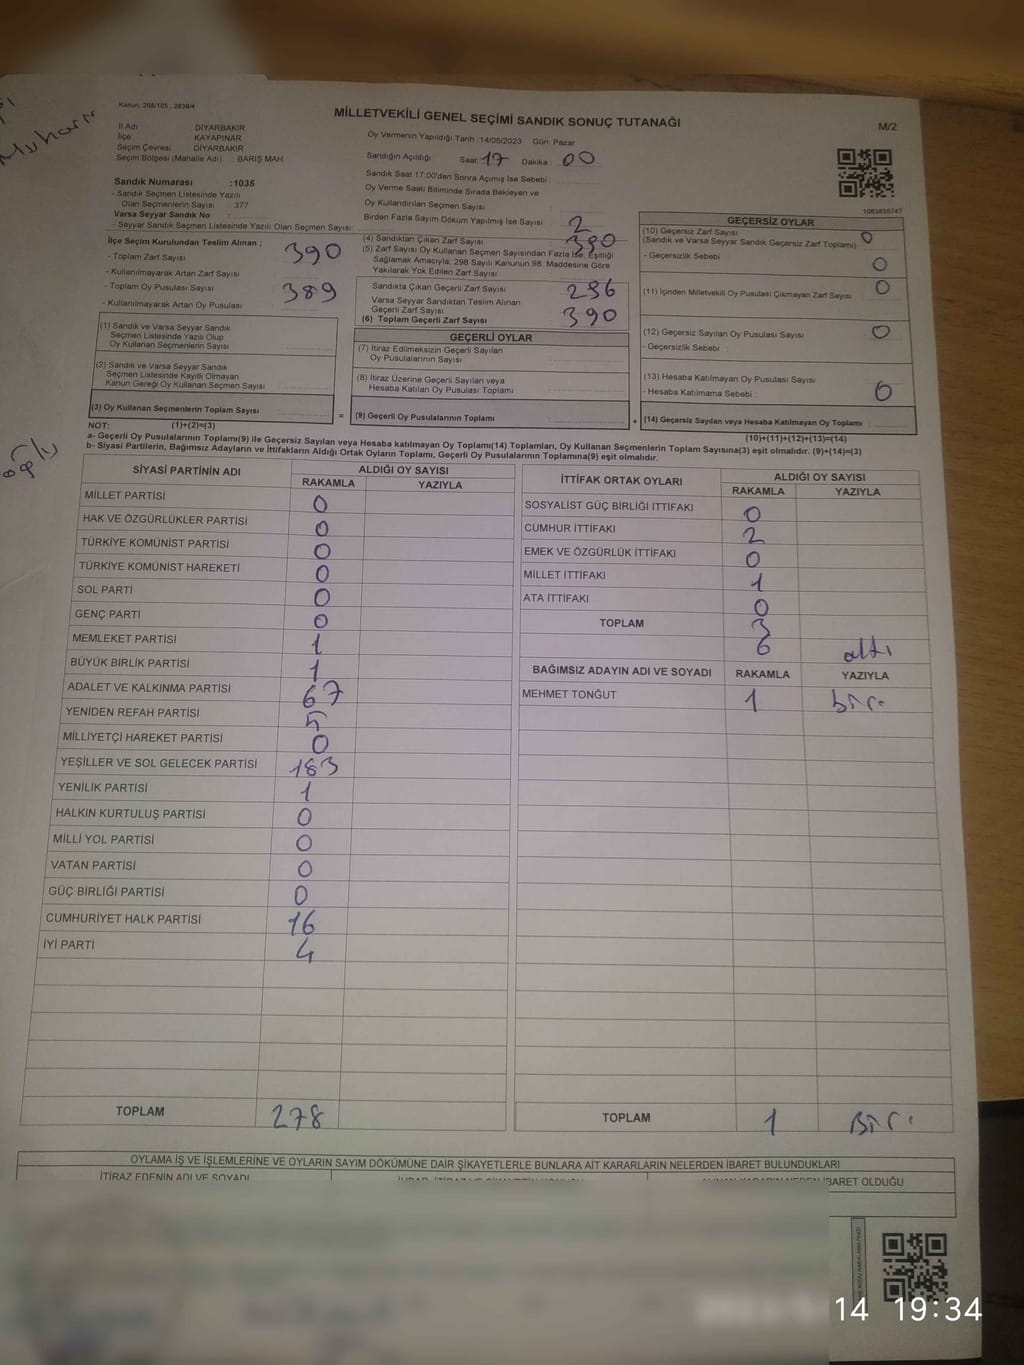 Muharr
oğlu
Kanun: 298/105 , 2839/4
MİLLETVEKİLİ GENEL SEÇİMİ SANDIK SONUÇ TUTANAĞI
M/2
İl Adı DİYARBAKIR
İlçe KAYAPINAR
Seçim Çevresi DİYARBAKIR
Seçim Bölgesi (Mahalle Adı) : BARIŞ MAH
Oy Vermenin Yapıldığı Tarih :14/05/2023 Gün: Pazar
Sandığın Açıldığı Saat: 17 Dakika : 00
Sandık Saat 17:00'den Sonra Açımış İse Sebebi :
Oy Verme Saati Bitiminde Sırada Bekleyen ve
Oy Kullandırılan Seçmen Sayısı
Birden Fazla Sayım Döküm Yapılmış İse Sayısı : 2
Sandık Numarası :1035
- Sandık Seçmen Listesinde Yazılı
Olan Seçmenlerin Sayısı : 377
Varsa Seyyar Sandık No :
- Seyyar Sandık Seçmen Listesinde Yazılı Olan Seçmen Sayısı:
İlçe Seçim Kurulundan Teslim Alınan ;
- Toplam Zarf Sayısı 390
- Kullanılmayarak Artan Zarf Sayısı
- Toplam Oy Pusulası Sayısı 389
- Kullanılmayarak Artan Oy Pusulası
(1) Sandık ve Varsa Seyyar Sandık
Seçmen Listesinde Yazılı Olup
Oy Kullanan Seçmenlerin Sayısı
(2) Sandık ve Varsa Seyyar Sandık
Seçmen Listesinde Kayıtlı Olmayan
Kanun Gereği Oy Kullanan Seçmen Sayısı
(3) Oy Kullanan Seçmenlerin Toplam Sayısı
(4) Sandıktan Çıkan Zarf Sayısı 390
(5) Zarf Sayısı Oy Kullanan Seçmen Sayısından Fazla İse, Eşitliği
Sağlamak Amacıyla, 298 Sayılı Kanunun 98. Maddesine Göre
Yakılarak Yok Edilen Zarf Sayısı
Sandıkta Çıkan Geçerli Zarf Sayısı
Varsa Seyyar Sandıktan Teslim Alınan
Geçerli Zarf Sayısı
(6) Toplam Geçerli Zarf Sayısı 390
GEÇERLİ OYLAR
(7) İtiraz Edilmeksizin Geçerli Sayılan
Oy Pusulalarının Sayısı
(8) İtiraz Üzerine Geçerli Sayılan veya
Hesaba Katılan Oy Pusulası Toplamı
= (9) Geçerli Oy Pusulalarının Toplamı
1083835747
GEÇERSİZ OYLAR
(10) Geçersiz Zarf Sayısı 0
(Sandık ve Varsa Seyyar Sandık Geçersiz Zarf Toplamı)
- Geçersizlik Sebebi 0
(11) İçinden Milletvekili Oy Pusulası Çıkmayan Zarf Sayısı 0
(12) Geçersiz Sayılan Oy Pusulası Sayısı 0
- Geçersizlik Sebebi :
(13) Hesaba Katılmayan Oy Pusulası Sayısı
- Hesaba Katılmama Sebebi : 0
+ (14) Geçersiz Sayılan veya Hesaba Katılmayan Oy Toplamı
NOT: (1)+(2)=(3)
(10)+(11)+(12)+(13)=(14)
a- Geçerli Oy Pusulalarının Toplamı(9) ile Geçersiz Sayılan veya Hesaba katılmayan Oy Toplamı(14) Toplamları, Oy Kullanan Seçmenlerin Toplam Sayısına(3) eşit olmalıdır. (9)+(14)=(3)
b- Siyasi Partilerin, Bağımsız Adayların ve İttifakların Aldığı Ortak Oyların Toplamı, Geçerli Oy Pusulalarının Toplamına(9) eşit olmalıdır.
SİYASİ PARTİNİN ADI ALDIĞI OY SAYISI
RAKAMLA YAZIYLA
MİLLET PARTİSİ 0
HAK VE ÖZGÜRLÜKLER PARTİSİ 0
TÜRKİYE KOMÜNİST PARTİSİ 0
TÜRKİYE KOMÜNİST HAREKETİ 0
SOL PARTİ 0
GENÇ PARTİ 0
MEMLEKET PARTİSİ 1
BÜYÜK BİRLİK PARTİSİ 1
ADALET VE KALKINMA PARTİSİ 67
YENİDEN REFAH PARTİSİ 5
MİLLİYETÇİ HAREKET PARTİSİ 0
YEŞİLLER VE SOL GELECEK PARTİSİ 183
YENİLİK PARTİSİ 1
HALKIN KURTULUŞ PARTİSİ 0
MİLLİ YOL PARTİSİ 0
VATAN PARTİSİ 0
GÜÇ BİRLİĞİ PARTİSİ 0
CUMHURİYET HALK PARTİSİ 16
İYİ PARTİ 4
TOPLAM 278
İTTİFAK ORTAK OYLARI ALDIĞI OY SAYISI
RAKAMLA YAZIYLA
SOSYALİST GÜÇ BİRLİĞİ İTTİFAKI 0
CUMHUR İTTİFAKI 2
EMEK VE ÖZGÜRLÜK İTTİFAKI 0
MİLLET İTTİFAKI 1
ATA İTTİFAKI 0
TOPLAM 3
6 altı
BAĞIMSIZ ADAYIN ADI VE SOYADI RAKAMLA YAZIYLA
MEHMET TONĞUT 1 bir
TOPLAM 1 Bir
OYLAMA İŞ VE İŞLEMLERİNE VE OYLARIN SAYIM DÖKÜMÜNE DAİR ŞİKAYETLERLE BUNLARA AİT KARARLARIN NELERDEN İBARET BULUNDUKLARI
İTİRAZ EDENİN ADI VE SOYADI
İBARET OLDUĞU
14 19:34